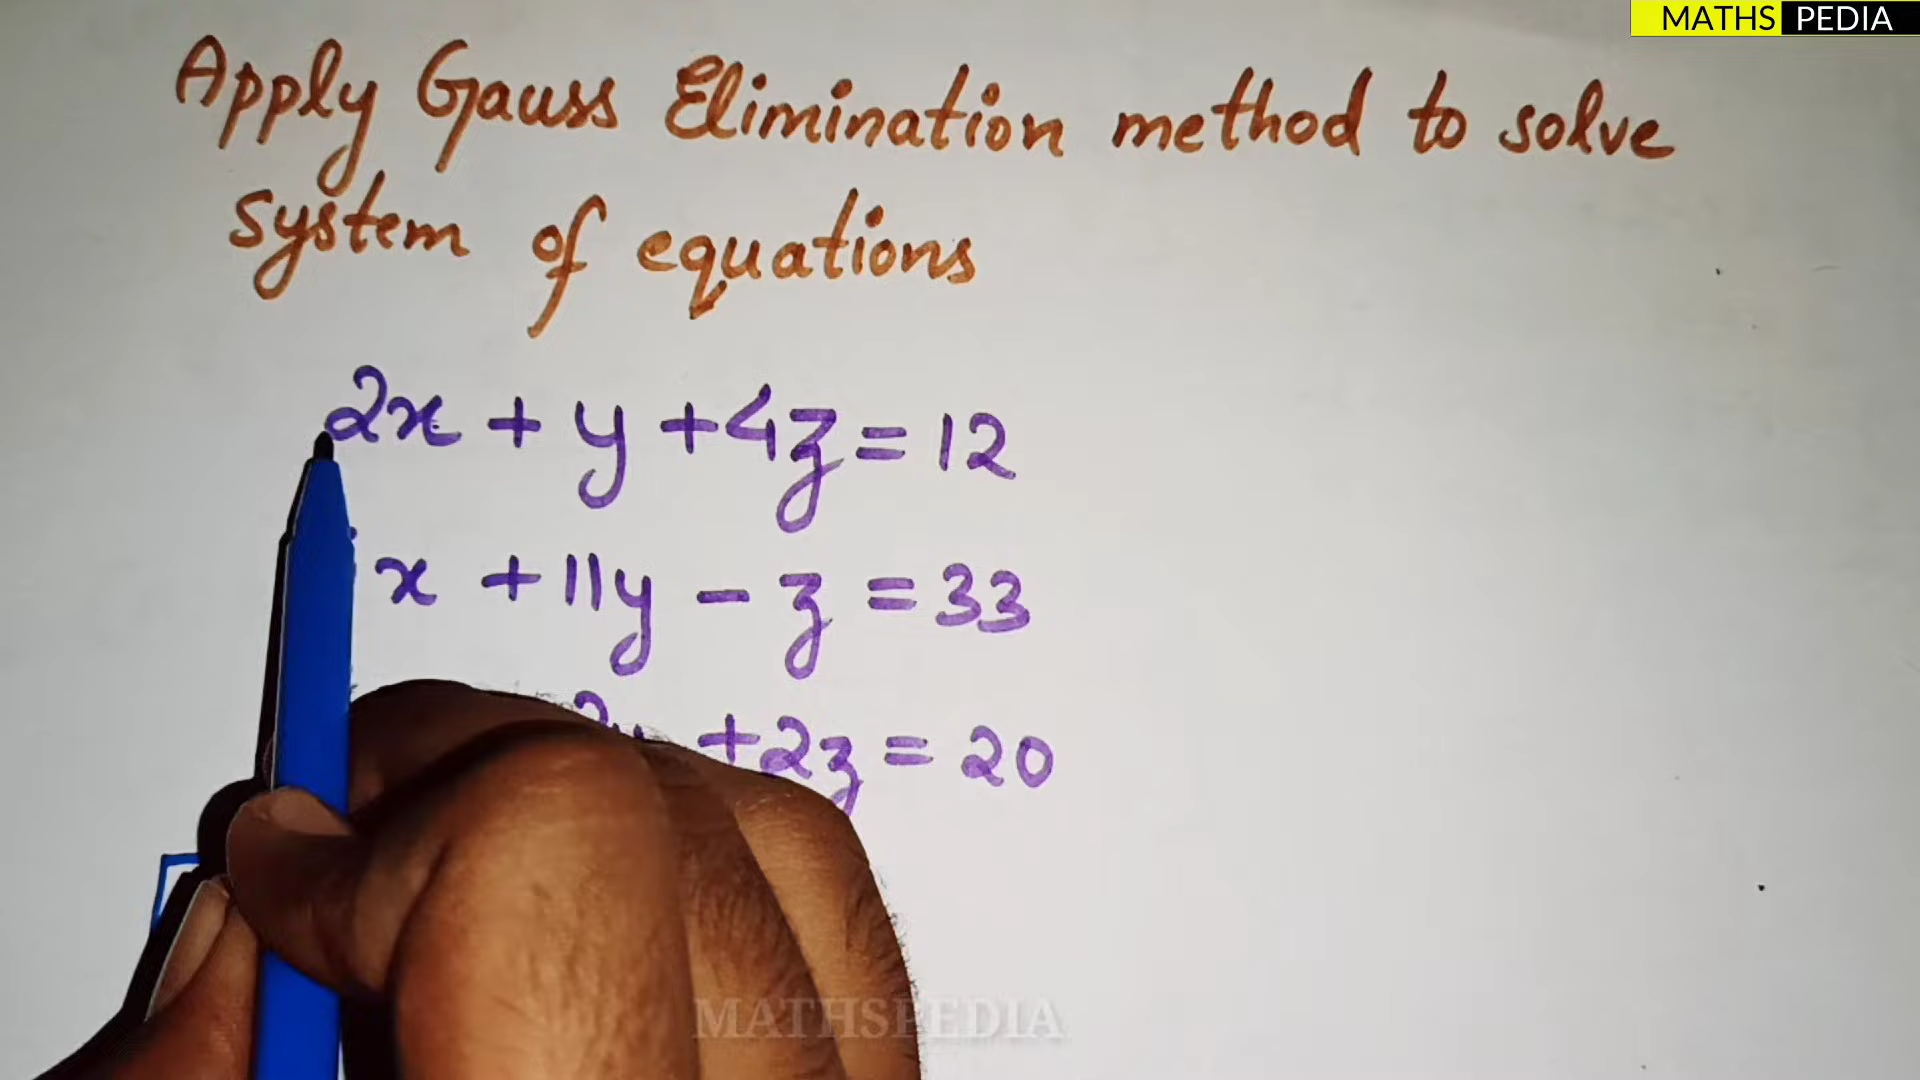 MATHS PEDIA
Apply Gauss Elimination method to solve
system of equations
2x + y + 4z = 12
x + 11y - z = 33
+ 2z = 20
MATHSPEDIA